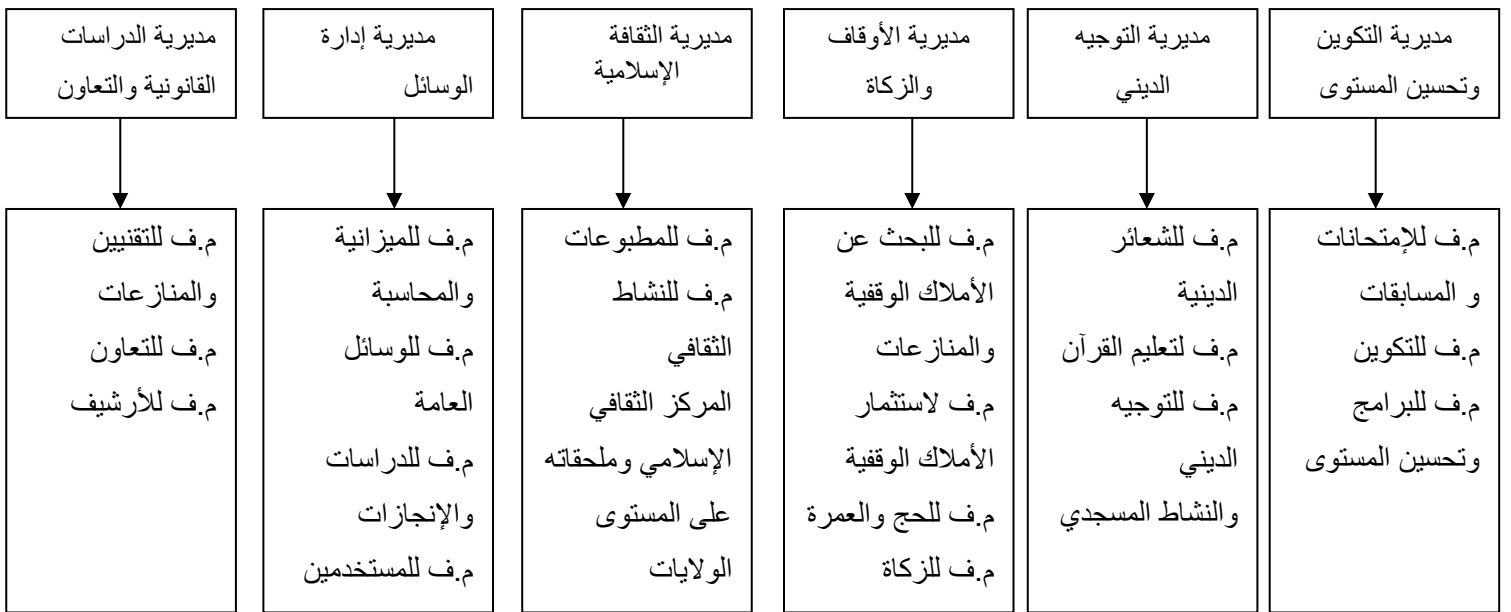 مديرية التكوين
وتحسين المستوى
مديرية التوجيه
الديني
مديرية الأوقاف
والزكاة
مديرية الثقافة
الإسلامية
مديرية إدارة
الوسائل
مديرية الدراسات
القانونية والتعاون
م.ف للإمتحانات
و المسابقات
م.ف للتكوين
م.ف للبرامج
وتحسين المستوى
م.ف للشعائر
الدينية
م.ف لتعليم القرآن
م.ف للتوجيه
الديني
والنشاط المسجدي
م.ف للبحث عن
الأملاك الوقفية
والمنازعات
م.ف لاستثمار
الأملاك الوقفية
م.ف للحج والعمرة
م.ف للزكاة
م.ف للمطبوعات
م.ف للنشاط
الثقافي
المركز الثقافي
الإسلامي وملحقاته
على المستوى
الولايات
م.ف للميزانية
والمحاسبة
م.ف للوسائل
العامة
م.ف للدراسات
والإنجازات
م.ف للمستخدمين
م.ف للتقنيين
والمنازعات
م.ف للتعاون
م.ف للأرشيف